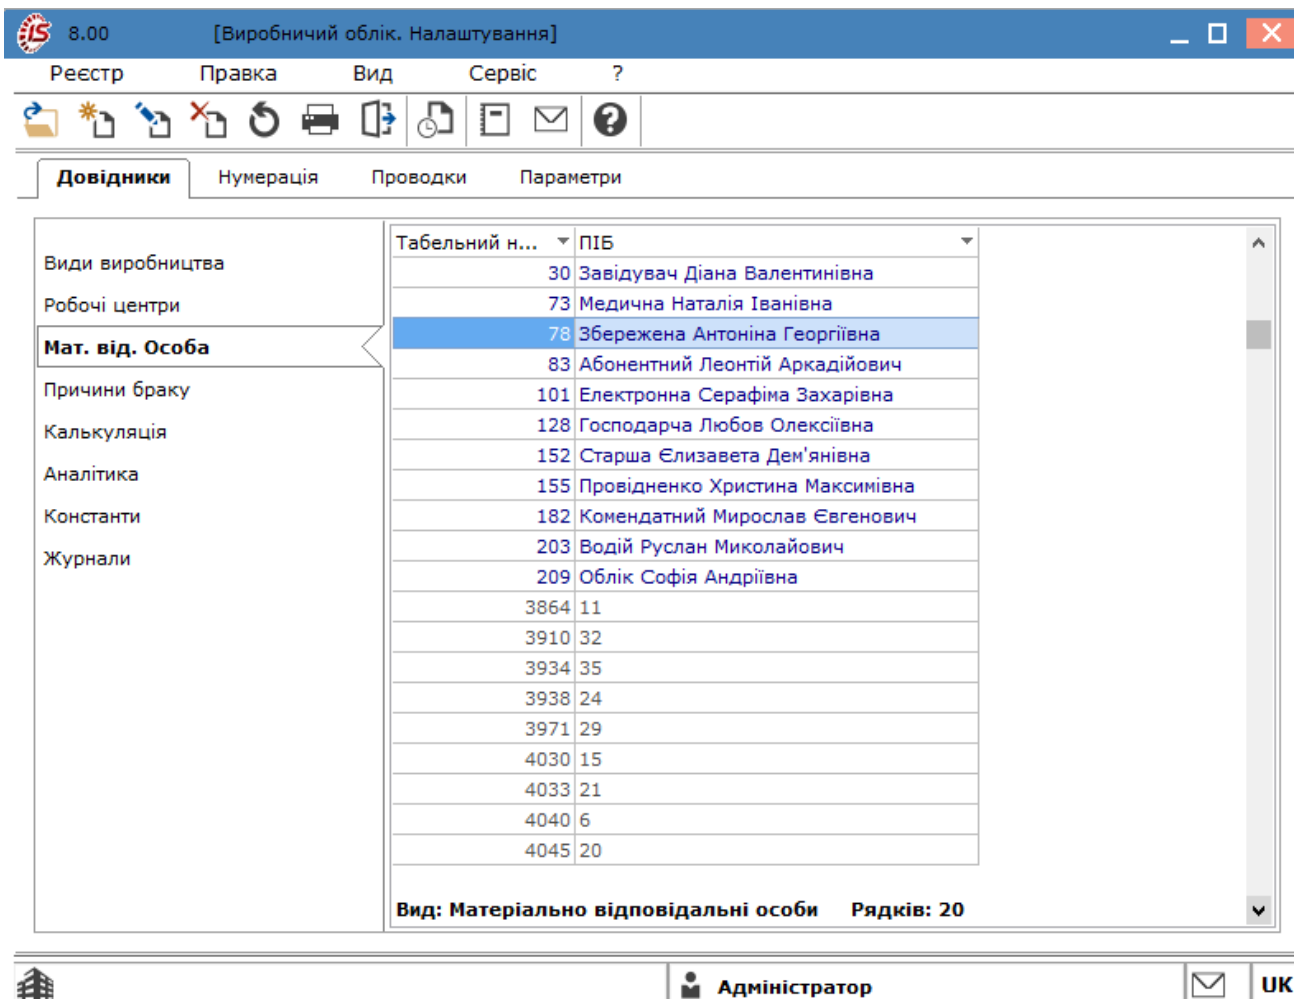 8.00 [Виробничий облік. Налаштування]
Реєстр Правка Вид Сервіс ?
Довідники Нумерація Проводки Параметри
Види виробництва
Робочі центри
Мат. від. Особа
Причини браку
Калькуляція
Аналітика
Константи
Журнали
Табельний н... ПІБ
30 Завідувач Діана Валентинівна
73 Медична Наталія Іванівна
78 Збережена Антоніна Георгіївна
83 Абонентний Леонтій Аркадійович
101 Електронна Серафіма Захарівна
128 Господарча Любов Олексіївна
152 Старша Єлизавета Дем'янівна
155 Провідненко Христина Максимівна
182 Комендатний Мирослав Євгенович
203 Водій Руслан Миколайович
209 Облік Софія Андріївна
3864 11
3910 32
3934 35
3938 24
3971 29
4030 15
4033 21
4040 6
4045 20
Вид: Матеріально відповідальні особи Рядків: 20
Адміністратор UK